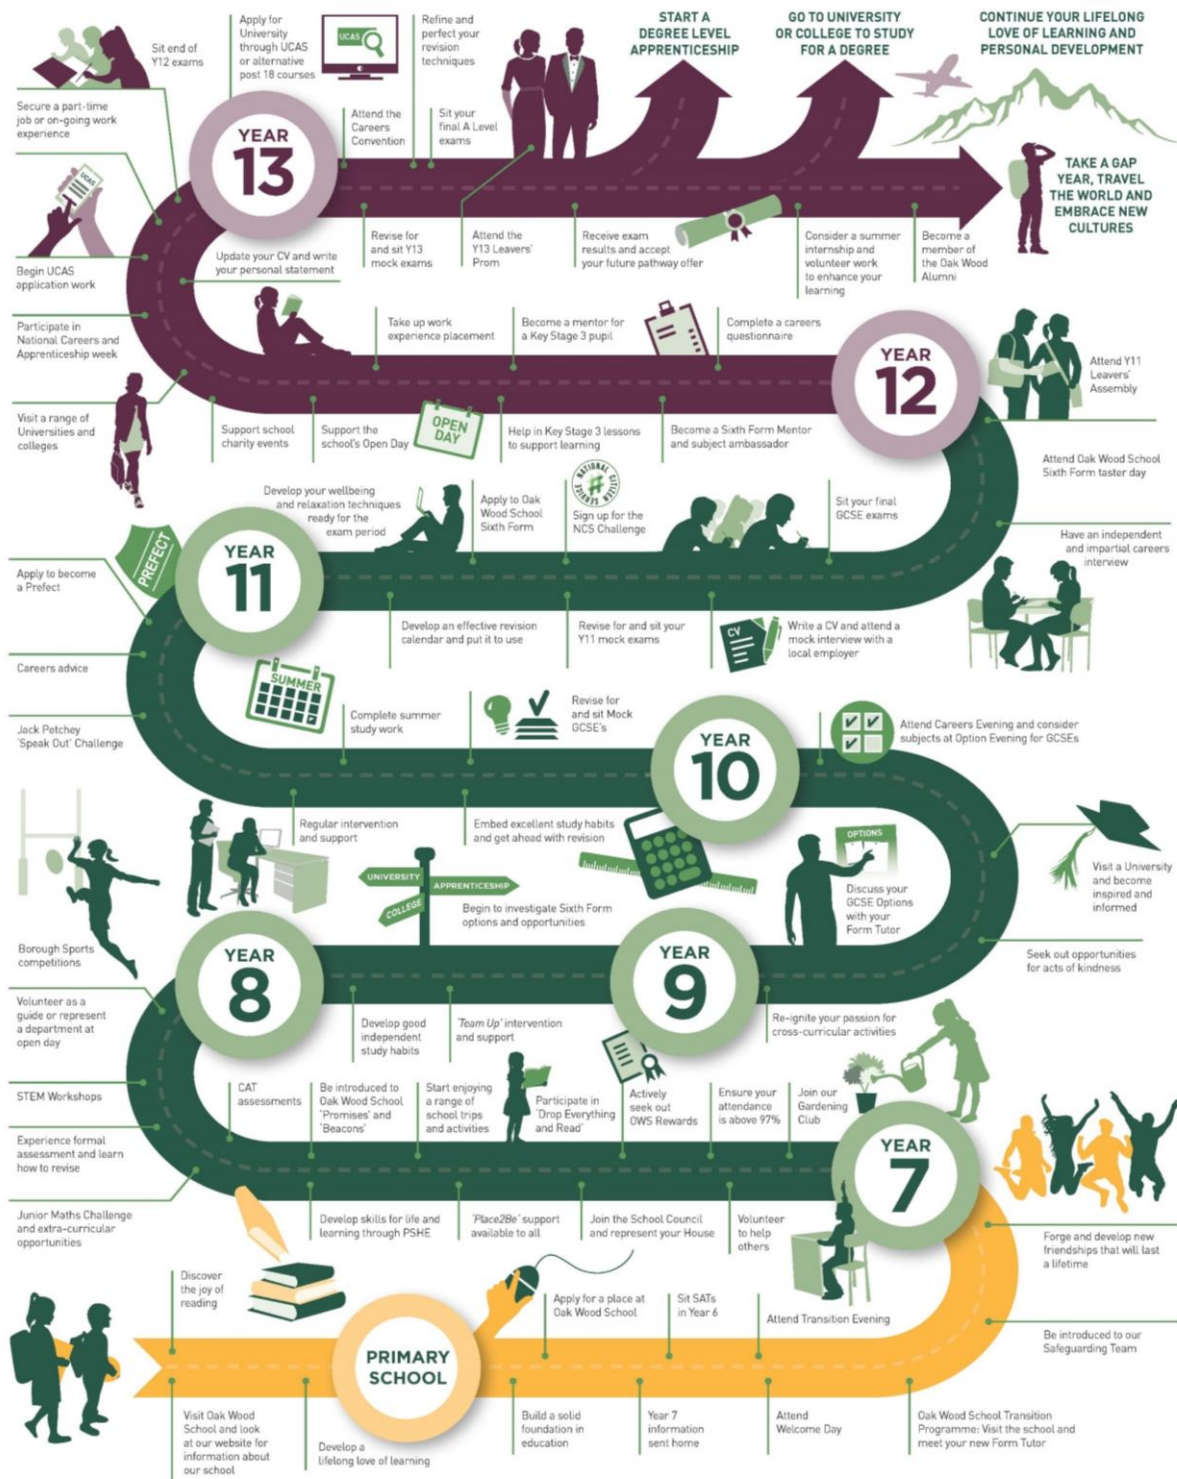 Sit end of
Y12 exams
Apply for
University
through UCAS
or alternative
post 18 courses
UCAS
Refine and
perfect your
revision
techniques
START A
DEGREE LEVEL
APPRENTICESHIP
GO TO UNIVERSITY
OR COLLEGE TO STUDY
FOR A DEGREE
CONTINUE YOUR LIFELONG
LOVE OF LEARNING AND
PERSONAL DEVELOPMENT
Secure a part-time
job or on-going work
experience
YEAR
13
Attend the
Careers
Convention
Sit your
final A Level
exams
TAKE A GAP
YEAR, TRAVEL
THE WORLD AND
EMBRACE NEW
CULTURES
UCAS
Begin UCAS
application work
Update your CV and write
your personal statement
Revise for
and sit Y13
mock exams
Attend the
Y13 Leavers'
Prom
Receive exam
results and accept
your future pathway offer
Consider a summer
internship and
volunteer work
to enhance your
learning
Become a
member of
the Oak Wood
Alumni
Participate in
National Careers and
Apprenticeship week
Take up work
experience placement
Become a mentor for
a Key Stage 3 pupil
Complete a careers
questionnaire
YEAR
12
Attend Y11
Leavers'
Assembly
Visit a range of
Universities and
colleges
Support school
charity events
Support the
school's Open Day
OPEN
DAY
Help in Key Stage 3 lessons
to support learning
Become a Sixth Form Mentor
and subject ambassador
Attend Oak Wood School
Sixth Form taster day
Develop your wellbeing
and relaxation techniques
ready for the
exam period
Apply to Oak
Wood School
Sixth Form
NATIONAL CITIZEN SERVICE
Sign up for the
NCS Challenge
Sit your final
GCSE exams
Have an independent
and impartial careers
interview
PREFECT
Apply to become
a Prefect
YEAR
11
Develop an effective revision
calendar and put it to use
Revise for and sit your
Y11 mock exams
CV
Write a CV and attend a
mock interview with a
local employer
Careers advice
SUMMER
Jack Petchey
'Speak Out' Challenge
Complete summer
study work
Revise for
and sit Mock
GCSE's
YEAR
10
Attend Careers Evening and consider
subjects at Option Evening for GCSEs
Regular intervention
and support
Embed excellent study habits
and get ahead with revision
OPTIONS
Discuss your
GCSE Options
with your
Form Tutor
Visit a University
and become
inspired and
informed
UNIVERSITY
APPRENTICESHIP
COLLEGE
Begin to investigate Sixth Form
options and opportunities
Borough Sports
competitions
YEAR
8
YEAR
9
Seek out opportunities
for acts of kindness
Volunteer as a
guide or represent
a department at
open day
Develop good
independent
study habits
'Team Up' intervention
and support
Re-ignite your passion for
cross-curricular activities
STEM Workshops
CAT
assessments
Be introduced to
Oak Wood School
'Promises' and
'Beacons'
Start enjoying
a range of
school trips
and activities
Participate in
'Drop Everything
and Read'
Actively
seek out
OWS Rewards
Ensure your
attendance
is above 97%
Join our
Gardening
Club
Experience formal
assessment and learn
how to revise
YEAR
7
Junior Maths Challenge
and extra-curricular
opportunities
Develop skills for life and
learning through PSHE
'Place2Be' support
available to all
Join the School Council
and represent your House
Volunteer
to help
others
Forge and develop new
friendships that will last
a lifetime
Discover
the joy of
reading
Apply for a place at
Oak Wood School
Sit SATs
in Year 6
Attend Transition Evening
Be introduced to our
Safeguarding Team
PRIMARY
SCHOOL
Visit Oak Wood
School and look
at our website for
information about
our school
Develop a
lifelong love of learning
Build a solid
foundation in
education
Year 7
information
sent home
Attend
Welcome Day
Oak Wood School Transition
Programme: Visit the school and
meet your new Form Tutor